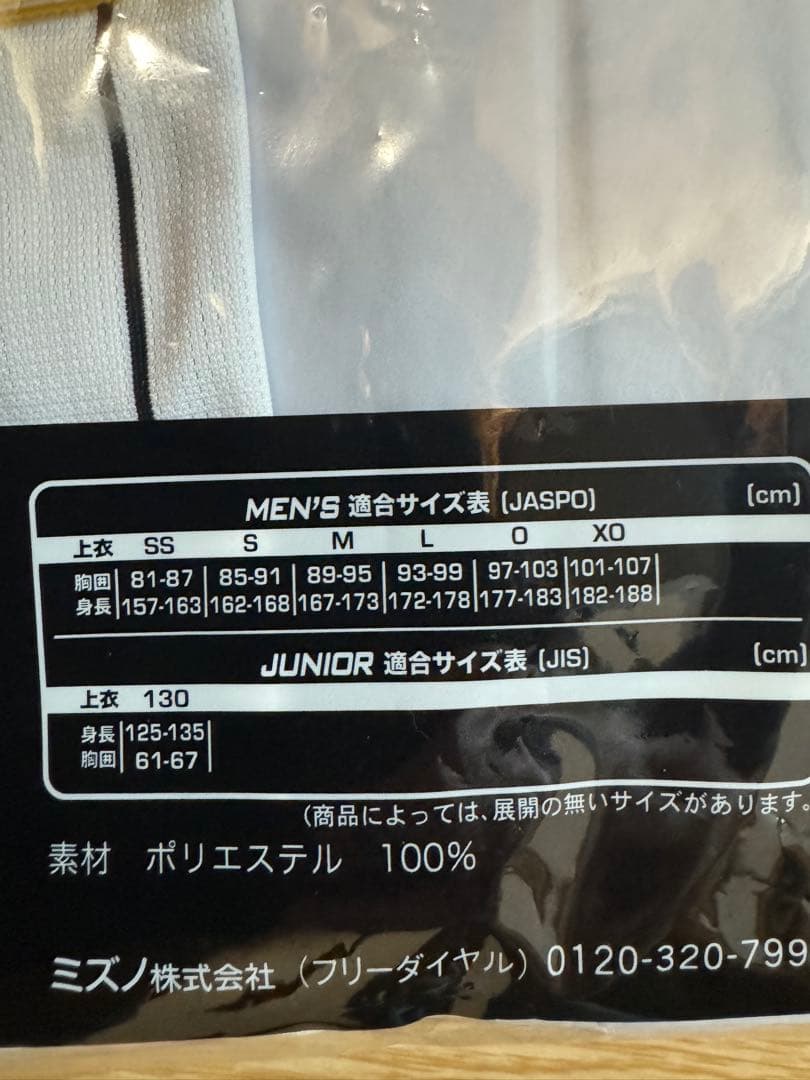 MEN'S 適合サイズ表 [JASPO] [cm]
上衣 SS S M L O XO
胸囲 81-87 85-91 89-95 93-99 97-103 101-107
身長 157-163 162-168 167-173 172-178 177-183 182-188
JUNIOR 適合サイズ表 [JIS] [cm]
上衣 130
身長 125-135
胸囲 61-67
(商品によっては、展開の無いサイズがあります。
素材 ポリエステル 100%
ミズノ株式会社 (フリーダイヤル) 0120-320-799